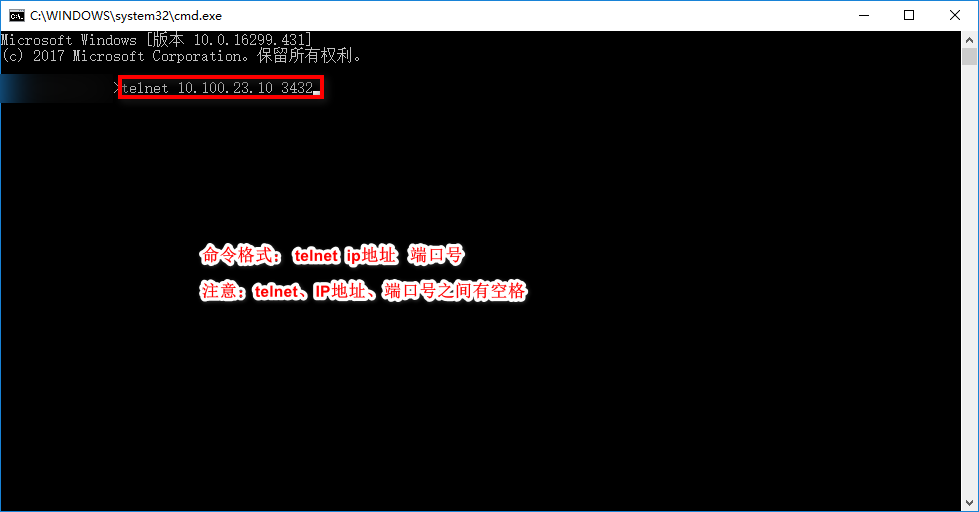 C:\WINDOWS\system32\cmd.exe
Microsoft Windows [版本 10.0.16299.431]
(c) 2017 Microsoft Corporation。保留所有权利。
>telnet 10.100.23.10 3432
命令格式： telnet ip地址 端口号
注意：telnet、IP地址、端口号之间有空格